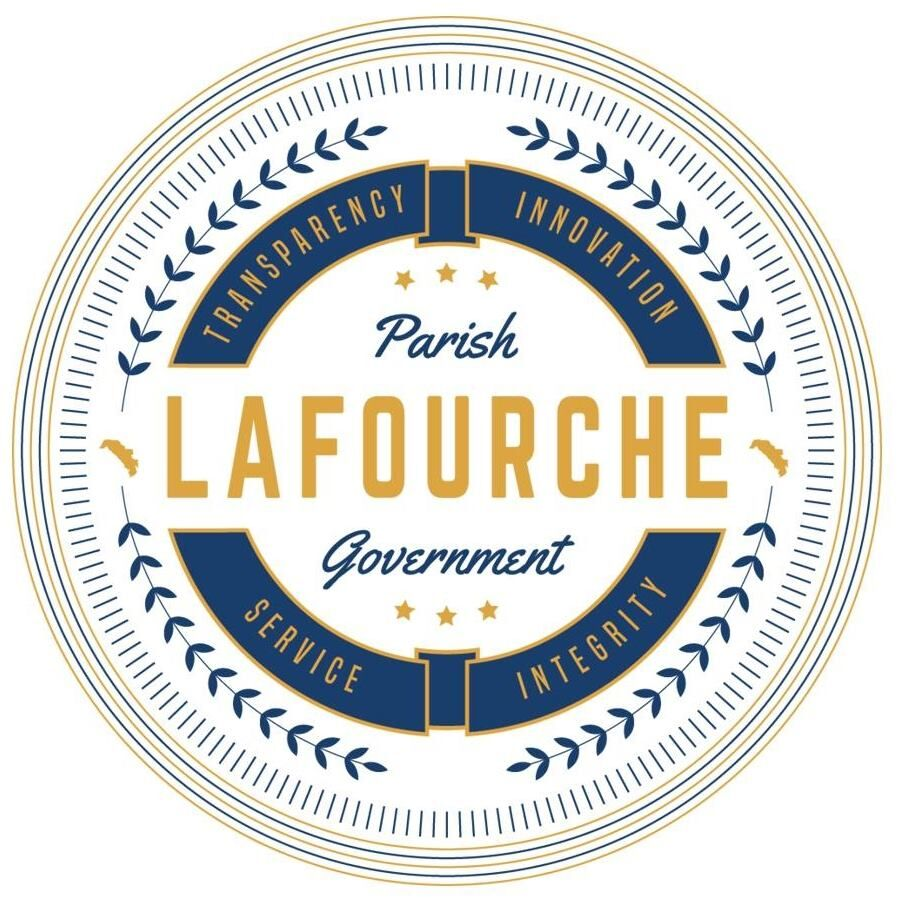 TRANSPARENCY
INNOVATION
Parish
LAFOURCHE
Government
SERVICE
INTEGRITY